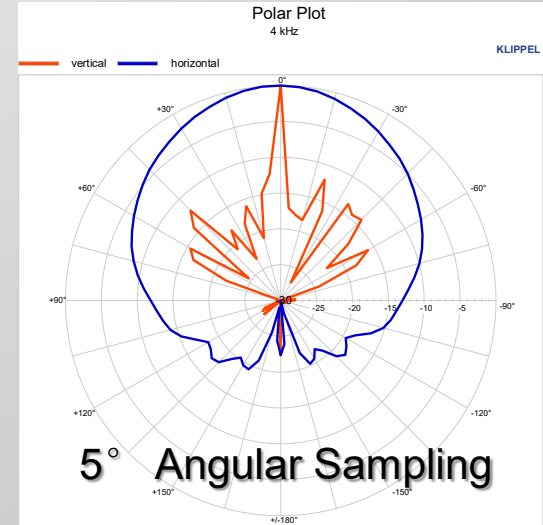 Polar Plot
4 kHz
KLIPPEL
vertical horizontal
0°
+30° -30°
+60° -60°
+90° -30 -25 -20 -15 -10 -5 -90°
+120° -120°
5° Angular Sampling
+150° -150°
+/-180°